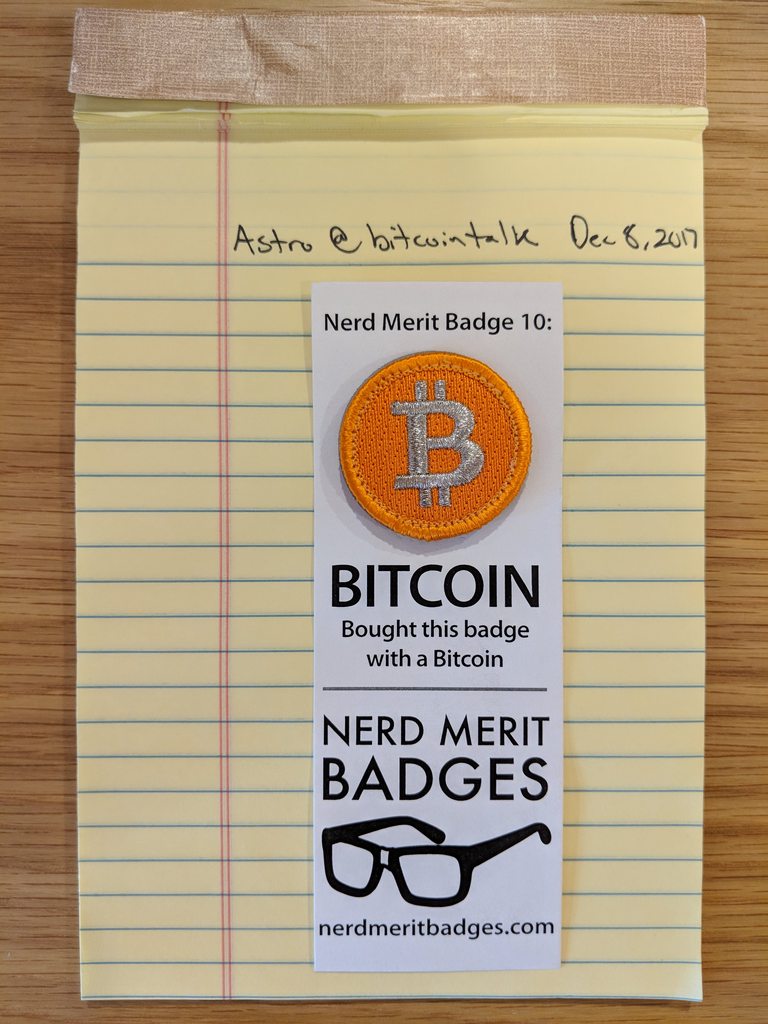 Astro @ bitcointalk Dec 8, 2017
Nerd Merit Badge 10:
₿
BITCOIN
Bought this badge
with a Bitcoin
NERD MERIT
BADGES
nerdmeritbadges.com